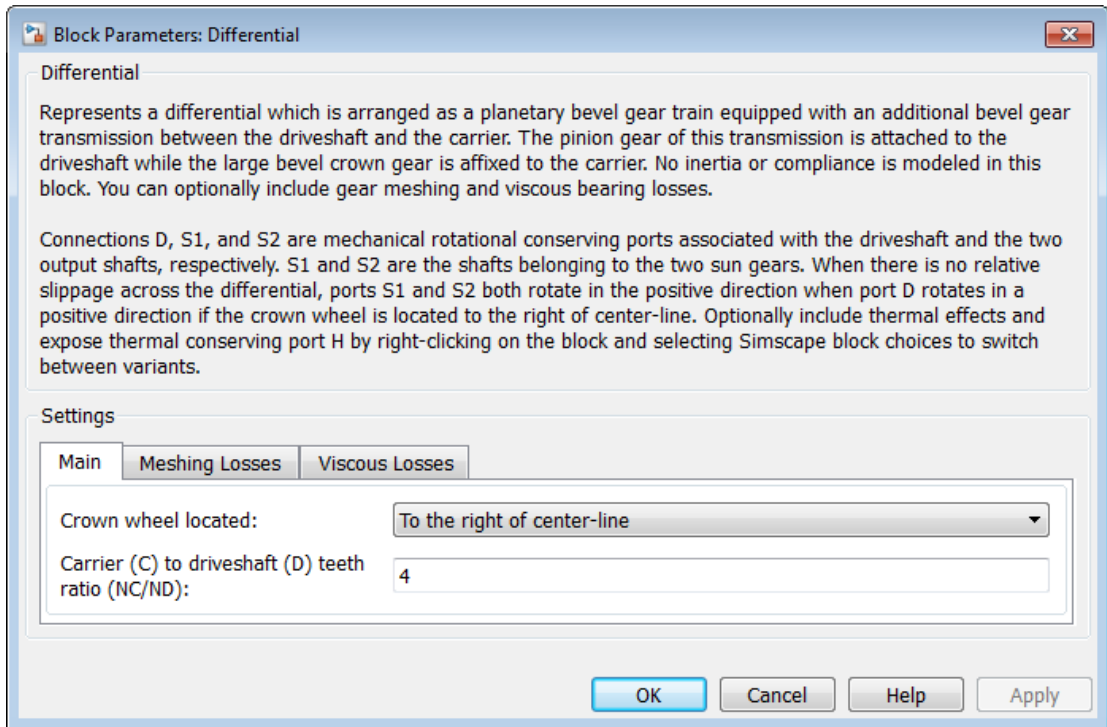 Block Parameters: Differential
Differential
Represents a differential which is arranged as a planetary bevel gear train equipped with an additional bevel gear
transmission between the driveshaft and the carrier. The pinion gear of this transmission is attached to the
driveshaft while the large bevel crown gear is affixed to the carrier. No inertia or compliance is modeled in this
block. You can optionally include gear meshing and viscous bearing losses.
Connections D, S1, and S2 are mechanical rotational conserving ports associated with the driveshaft and the two
output shafts, respectively. S1 and S2 are the shafts belonging to the two sun gears. When there is no relative
slippage across the differential, ports S1 and S2 both rotate in the positive direction when port D rotates in a
positive direction if the crown wheel is located to the right of center-line. Optionally include thermal effects and
expose thermal conserving port H by right-clicking on the block and selecting Simscape block choices to switch
between variants.
Settings
Main Meshing Losses Viscous Losses
Crown wheel located: To the right of center-line
Carrier (C) to driveshaft (D) teeth
ratio (NC/ND): 4
OK Cancel Help Apply